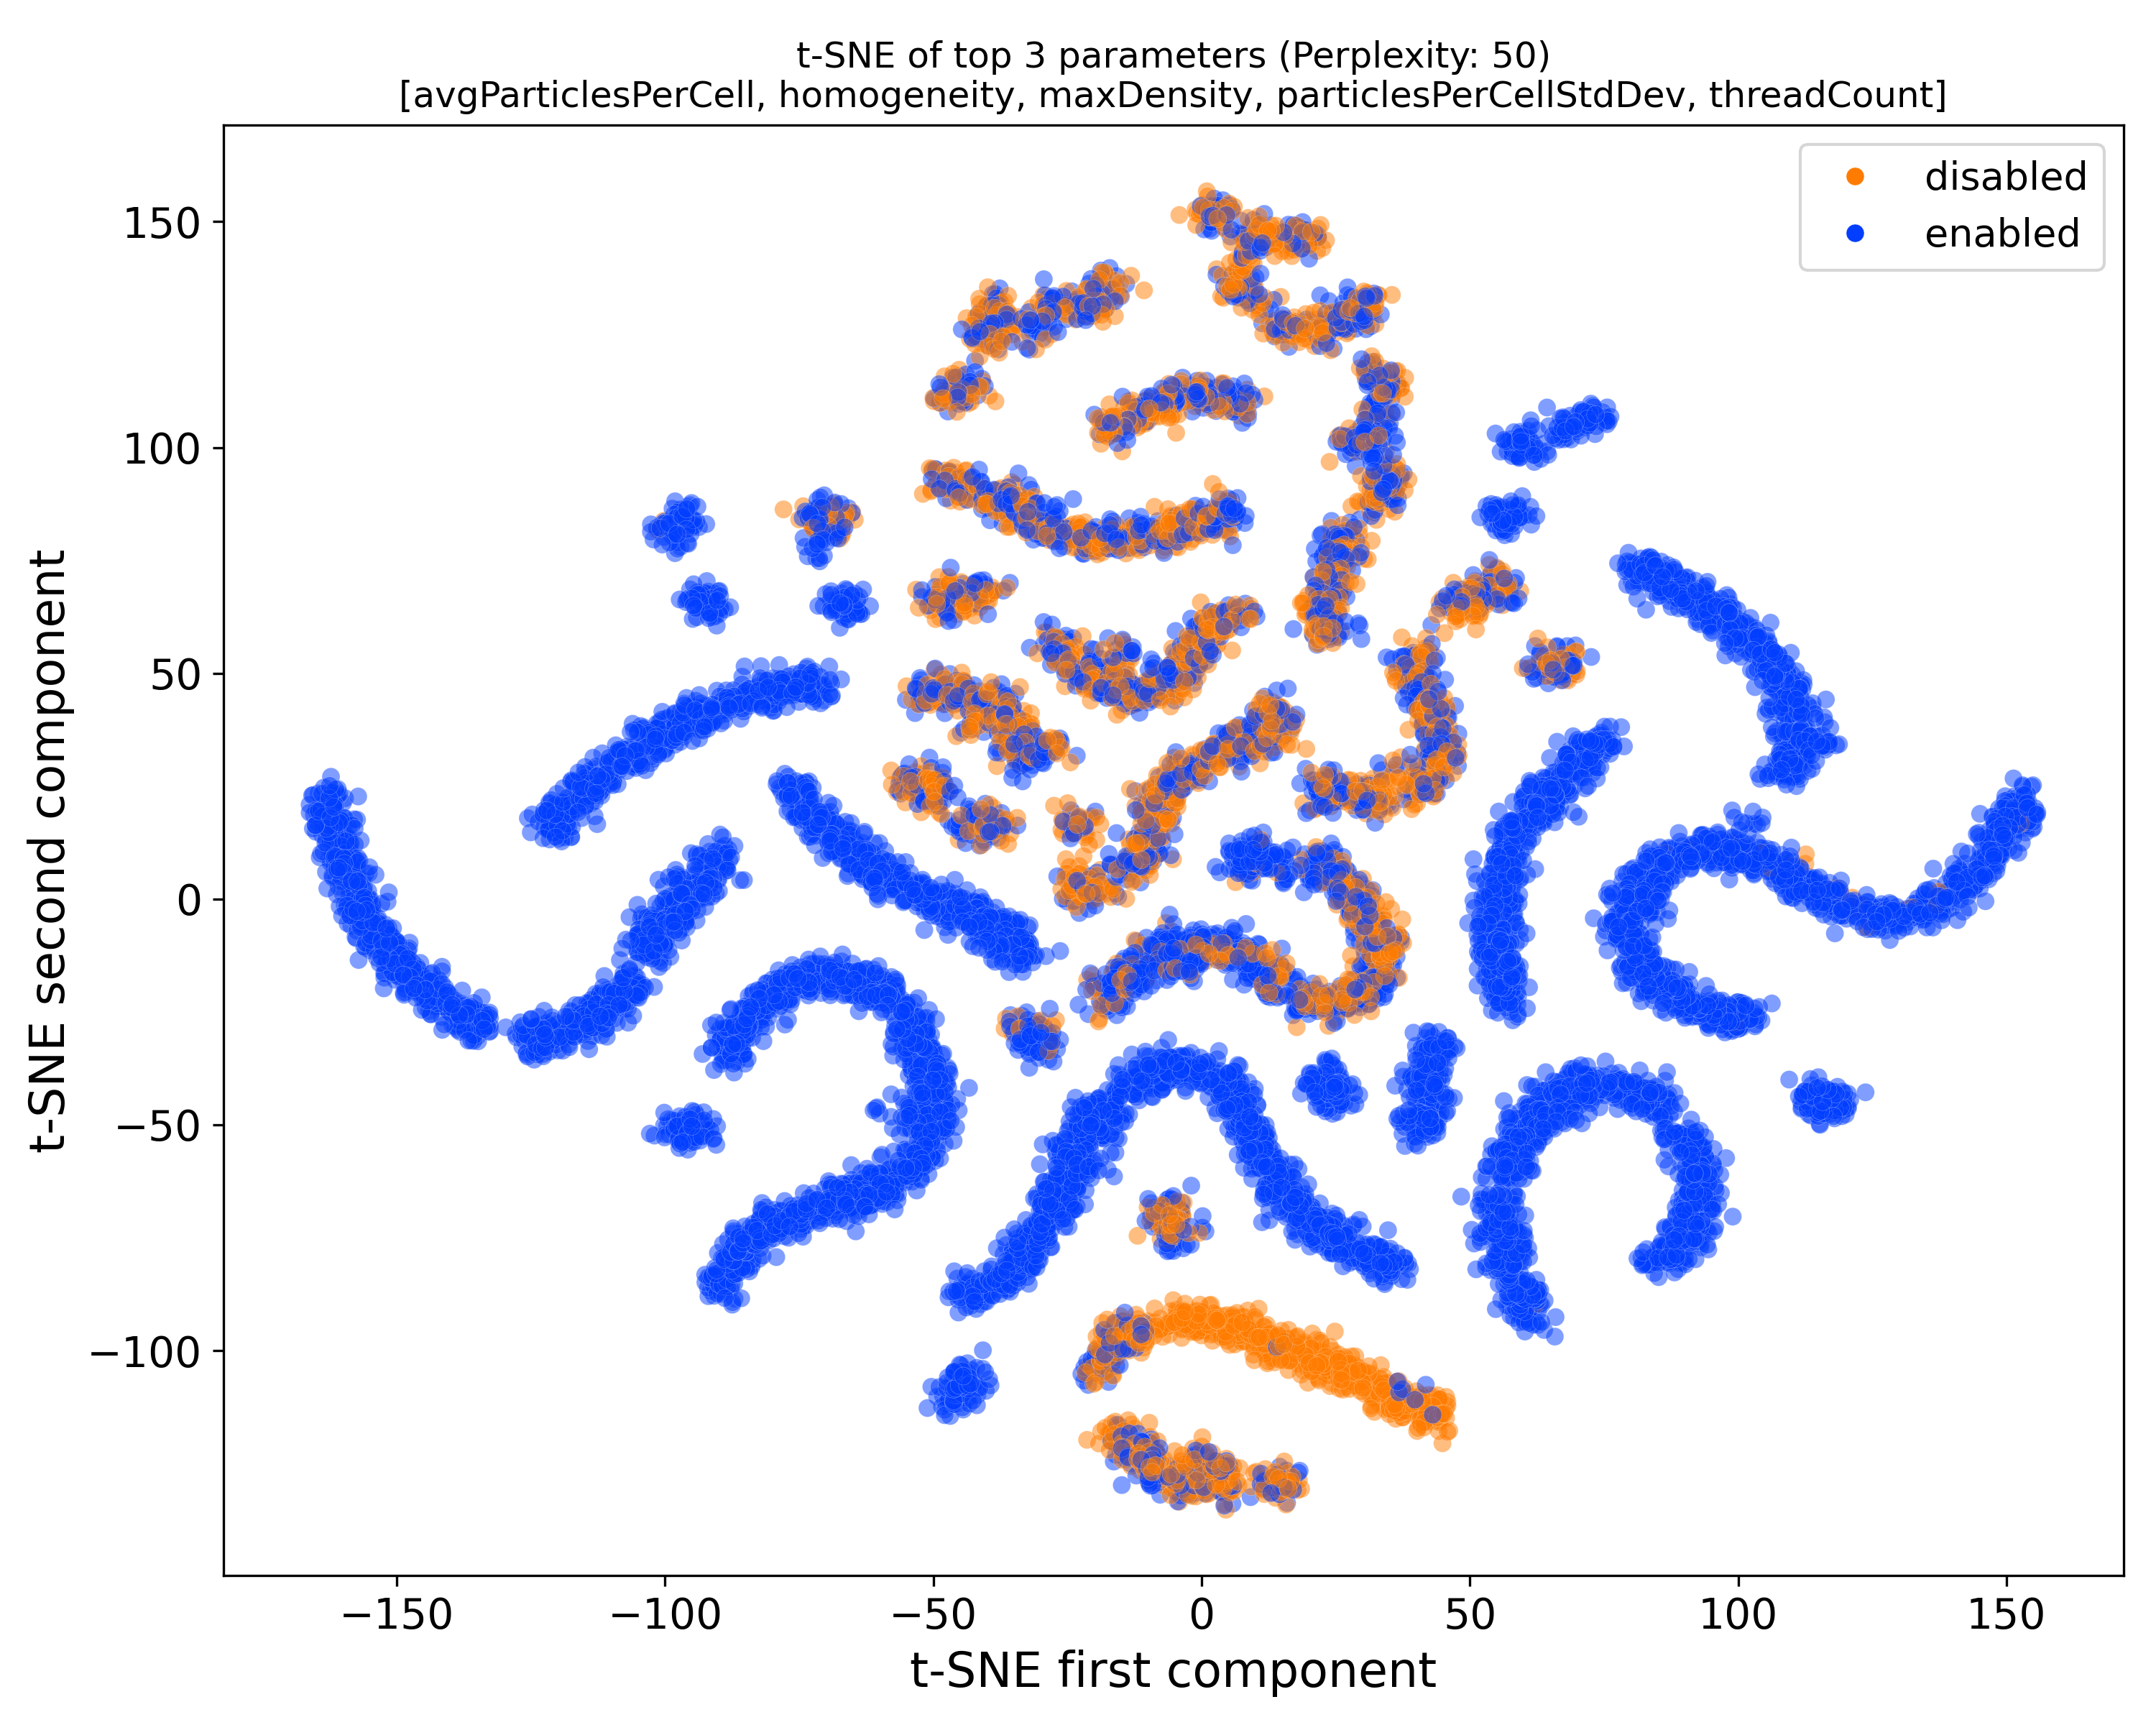 t-SNE of top 3 parameters (Perplexity: 50)
[avgParticlesPerCell, homogeneity, maxDensity, particlesPerCellStdDev, threadCount]
disabled
enabled
150
100
50
0
−50
−100
t-SNE second component
−150
−100
−50
0
50
100
150
t-SNE first component